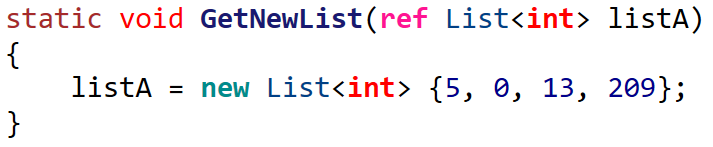 static void GetNewList(ref List<int> listA)
{
    listA = new List<int> {5, 0, 13, 209};
}